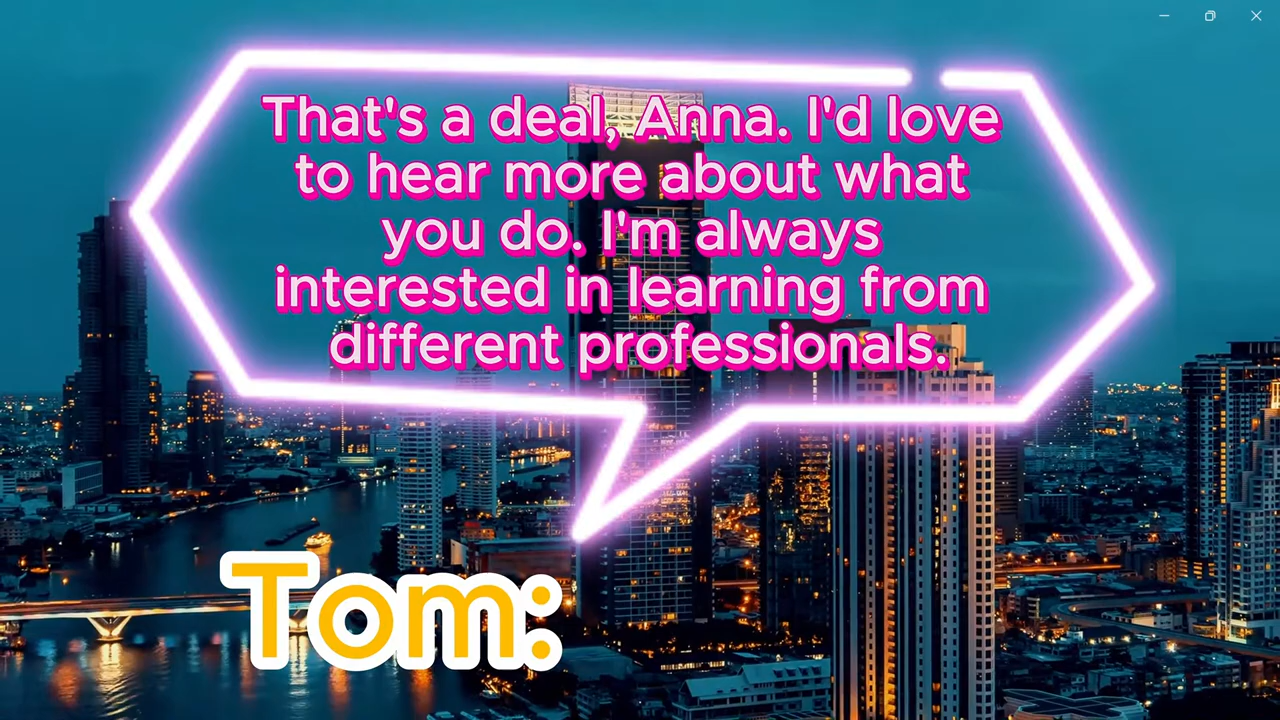 That's a deal, Anna. I'd love
to hear more about what
you do. I'm always
interested in learning from
different professionals.
Tom: